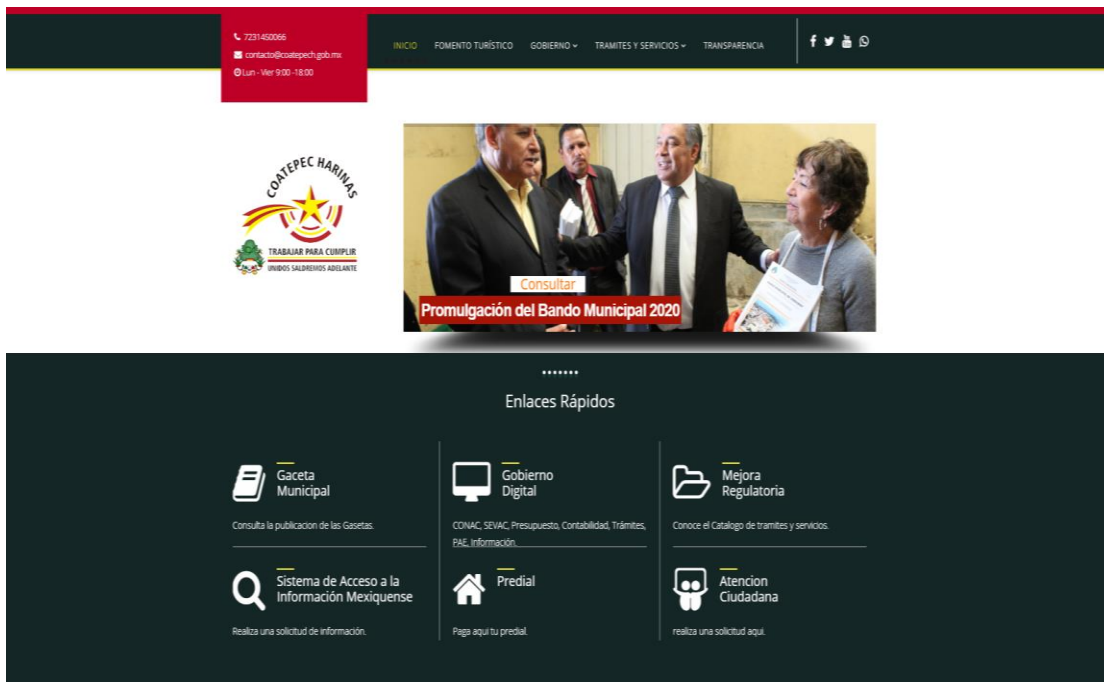 7231450066
contacto@coatepech.gob.mx
Lun - Vier 9:00 -18:00
INICIO
FOMENTO TURÍSTICO
GOBIERNO
TRAMITES Y SERVICIOS
TRANSPARENCIA
COATEPEC HARINAS
TRABAJAR PARA CUMPLIR
UNIDOS SALDREMOS ADELANTE
Consultar
Promulgación del Bando Municipal 2020
Enlaces Rápidos
Gaceta
Municipal
Consulta la publicacion de las Gasetas.
Gobierno
Digital
CONAC, SEVAC, Presupuesto, Contabilidad, Trámites,
PAE, Información.
Mejora
Regulatoria
Conoce el Catalogo de tramites y servicios.
Sistema de Acceso a la
Información Mexiquense
Realiza una solicitud de información.
Predial
Paga aqui tu predial.
Atencion
Ciudadana
realiza una solicitud aqui.